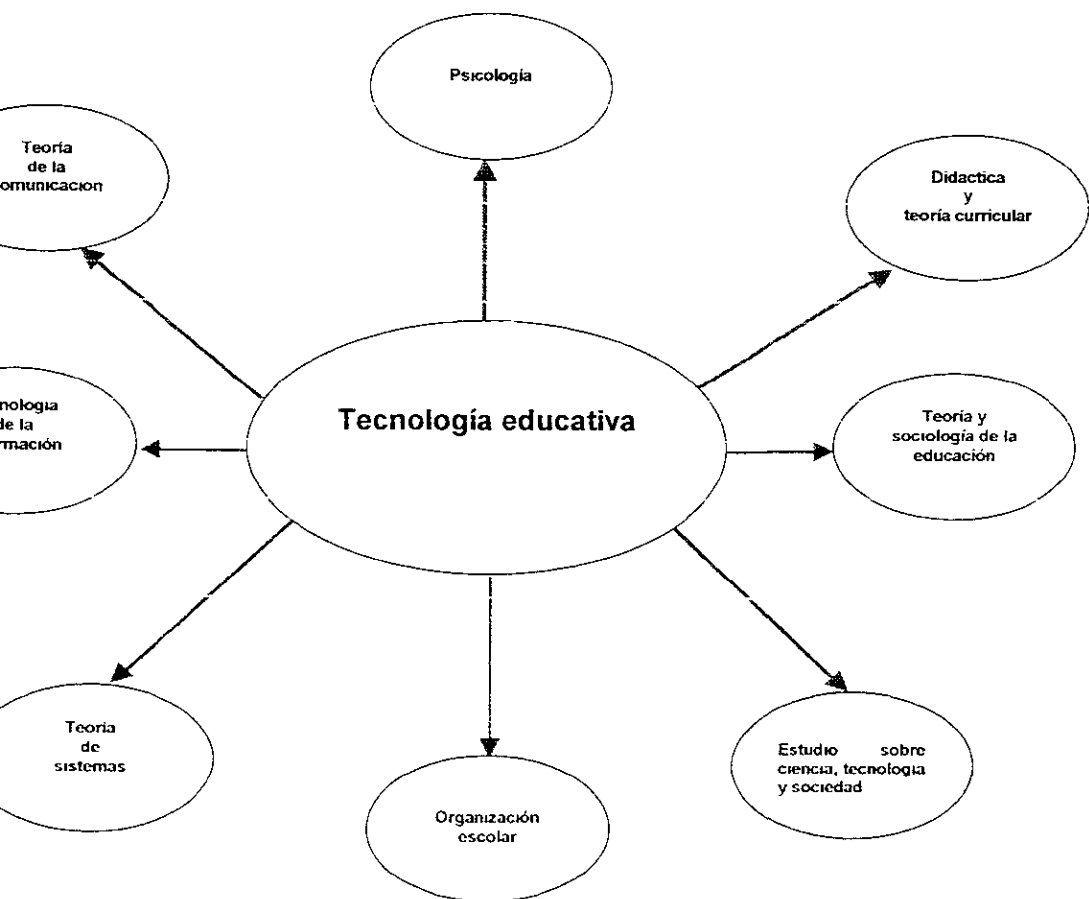 Psicología
Teoría
de la
omunicacion
Didactica
y
teoría curricular
Tecnología educativa
nologia
de la
rmación
Teoría y
sociología de la
educación
Teoria
de
sistemas
Organización
escolar
Estudio sobre
ciencia, tecnologia
y sociedad